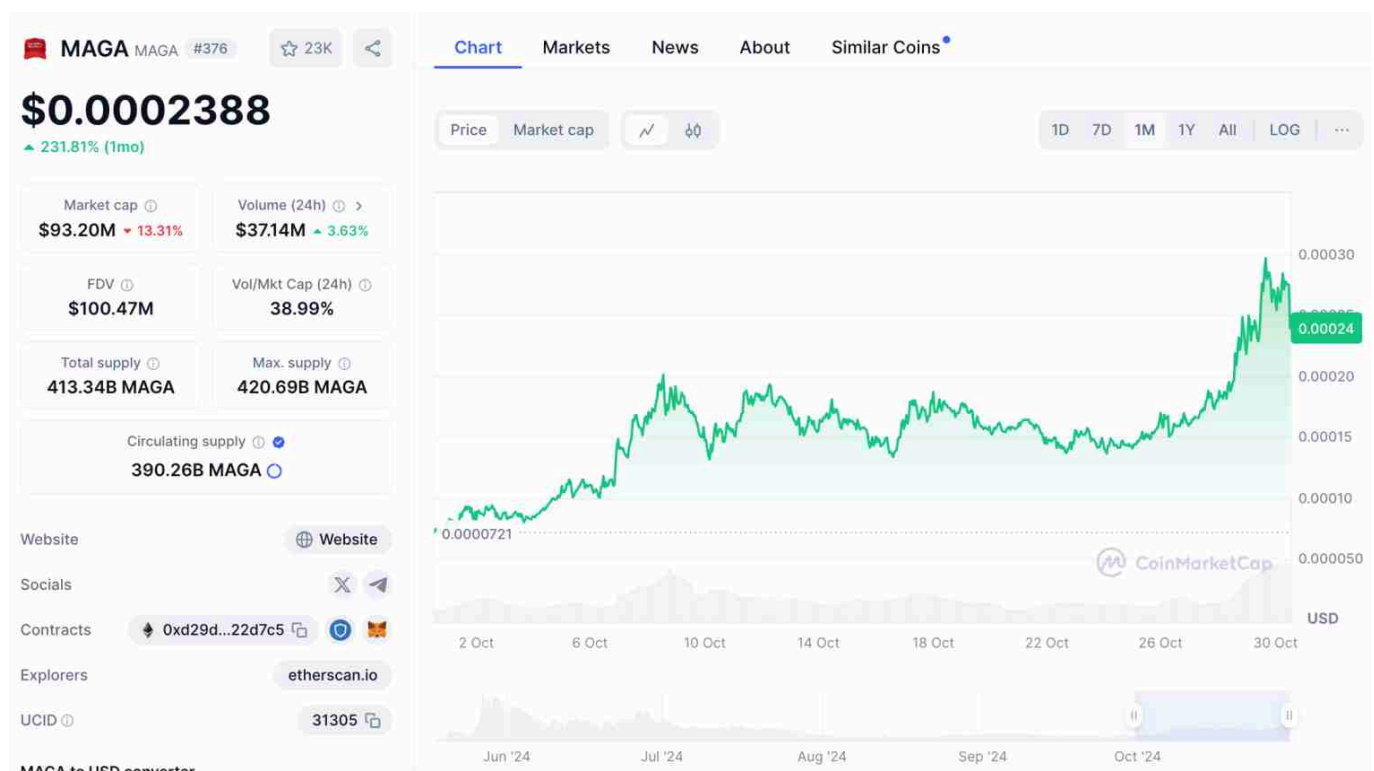 MAGA MAGA #376 23K
$0.0002388
231.81% (1mo)
Market cap
$93.20M 13.31%
Volume (24h)
$37.14M 3.63%
FDV
$100.47M
Vol/Mkt Cap (24h)
38.99%
Total supply
413.34B MAGA
Max. supply
420.69B MAGA
Circulating supply
390.26B MAGA
Website Website
Socials
Contracts 0xd29d...22d7c5
Explorers etherscan.io
UCID 31305
MAGA to USD converter
Chart Markets News About Similar Coins
Price Market cap
1D 7D 1M 1Y All LOG ...
0.00030
0.00024
0.00020
0.00015
0.00010
0.0000721
0.000050
CoinMarketCap
USD
2 Oct 6 Oct 10 Oct 14 Oct 18 Oct 22 Oct 26 Oct 30 Oct
Jun '24 Jul '24 Aug '24 Sep '24 Oct '24